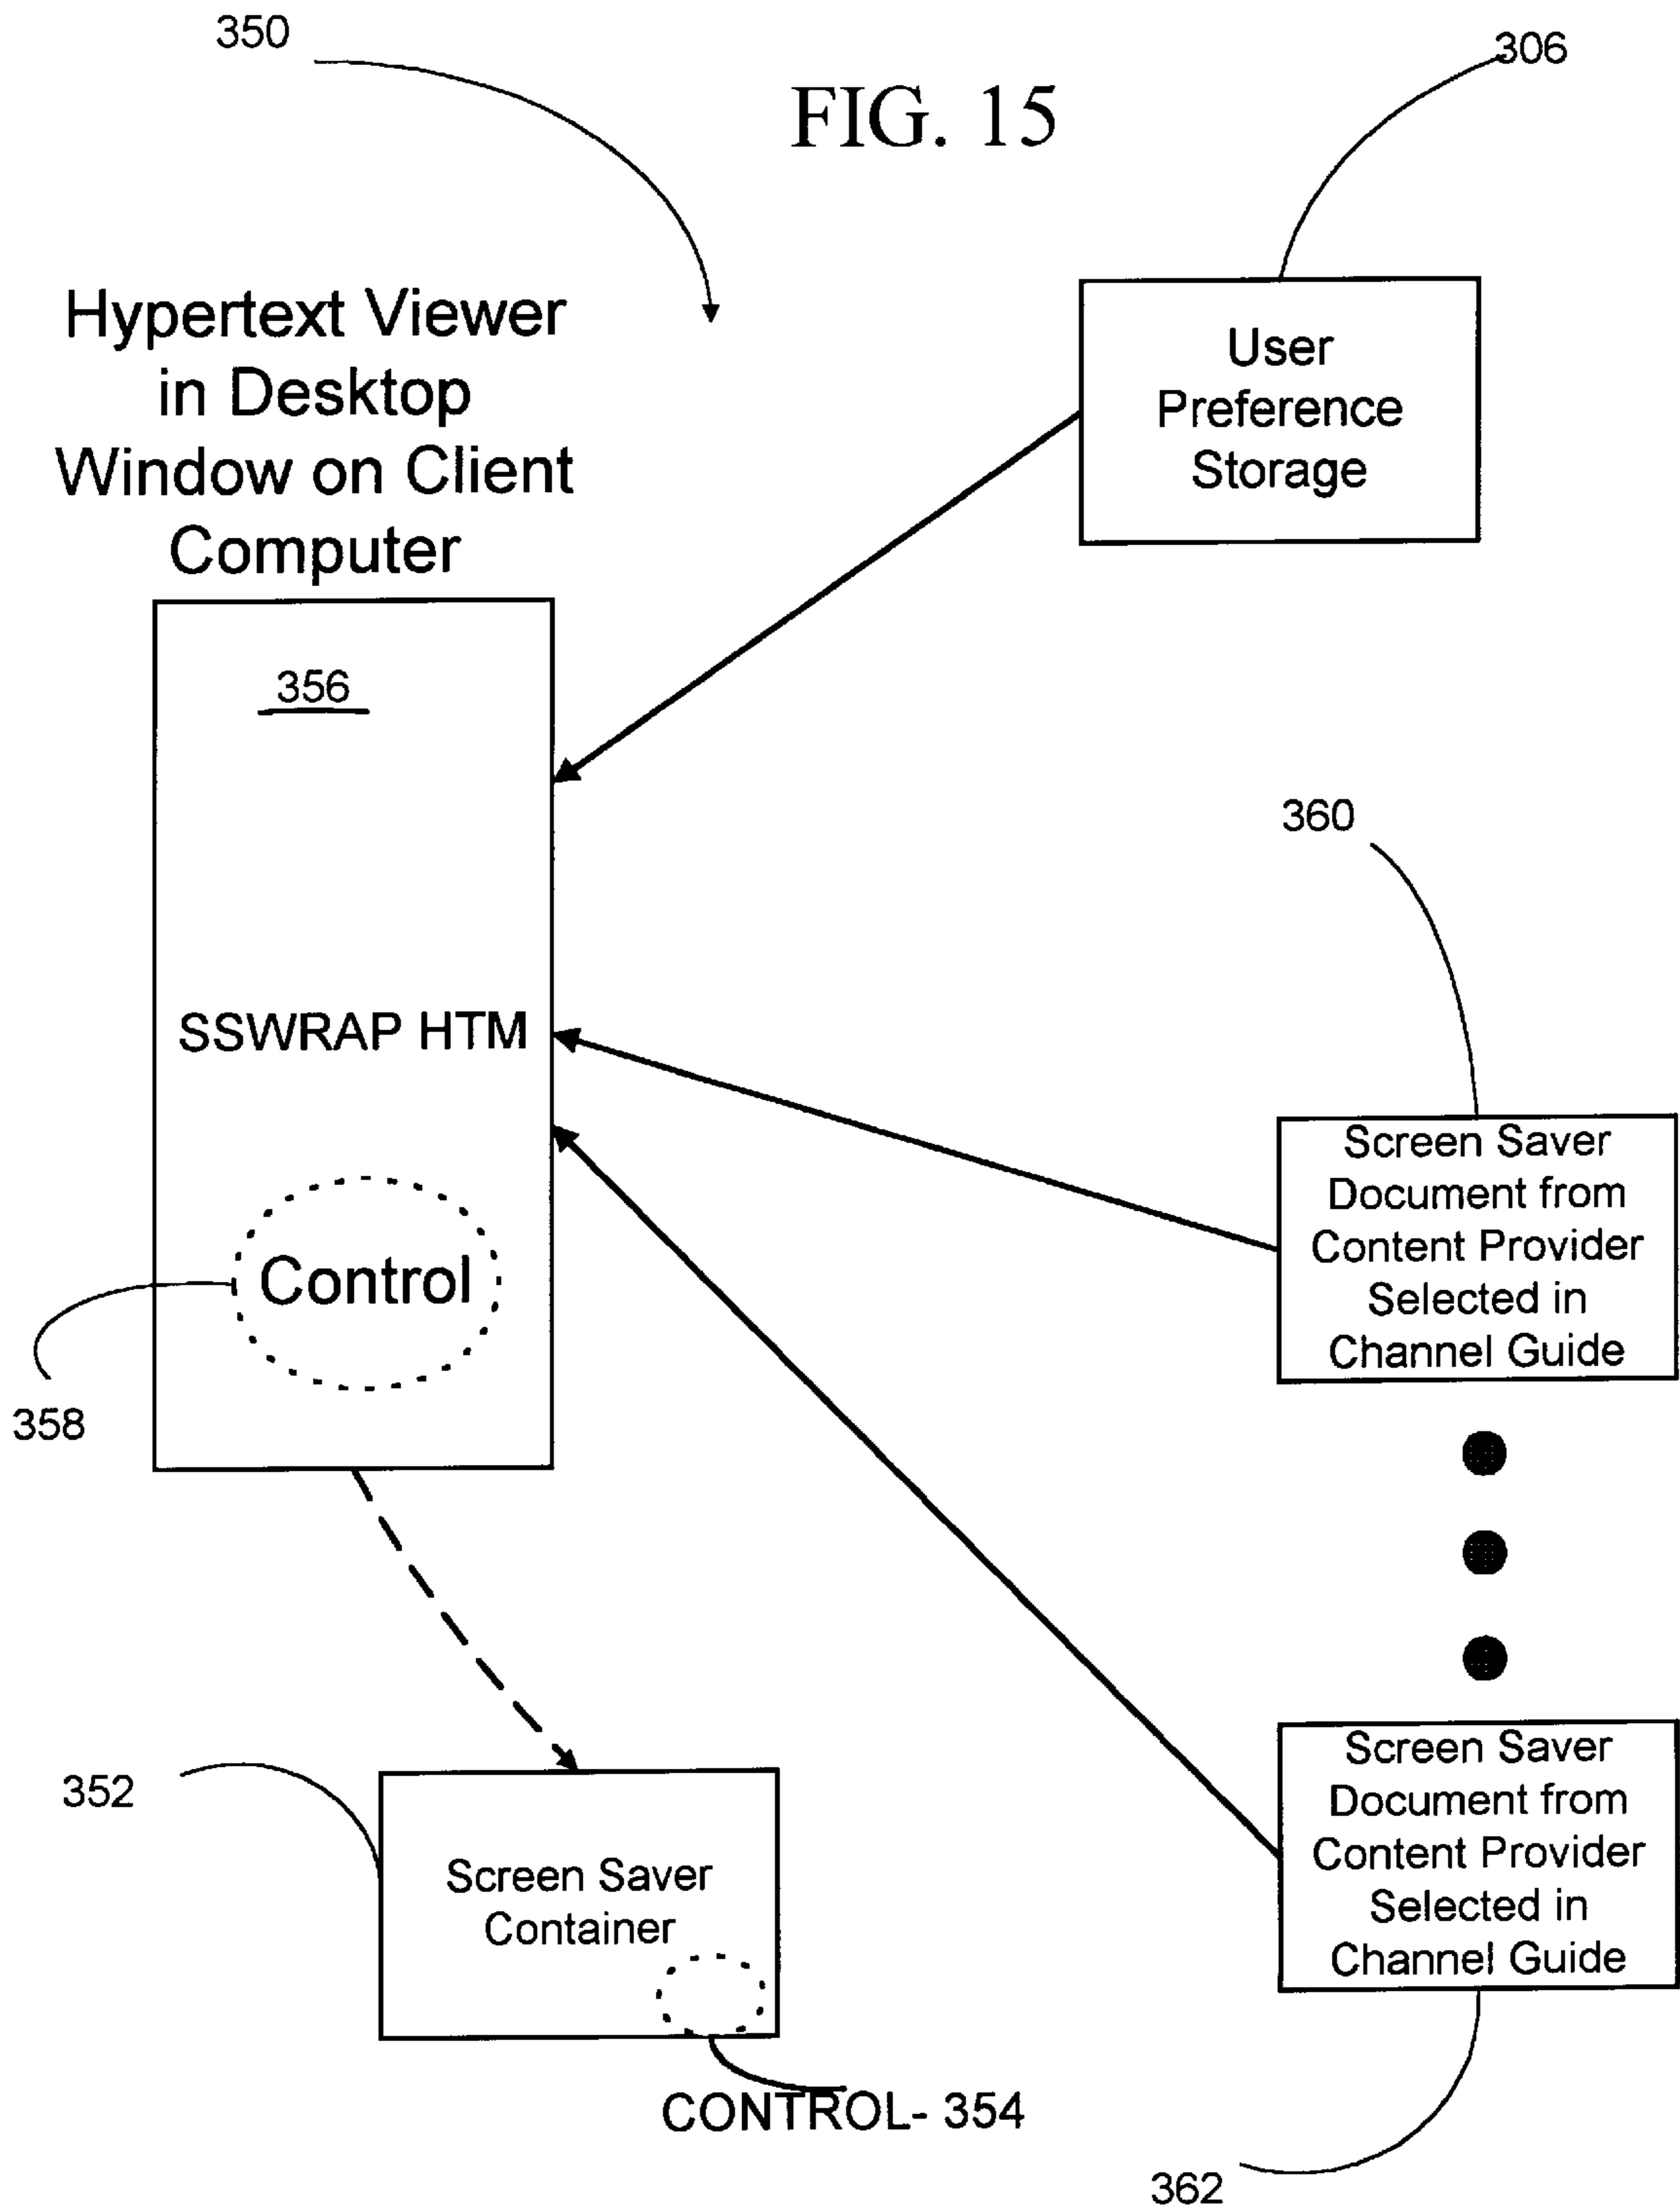 350
306
FIG. 15
Hypertext Viewer
in Desktop
Window on Client
Computer
User
Preference
Storage
356
360
SSWRAP HTM
Screen Saver
Document from
Content Provider
Selected in
Channel Guide
Control
358
352
Screen Saver
Container
Screen Saver
Document from
Content Provider
Selected in
Channel Guide
CONTROL- 354
362